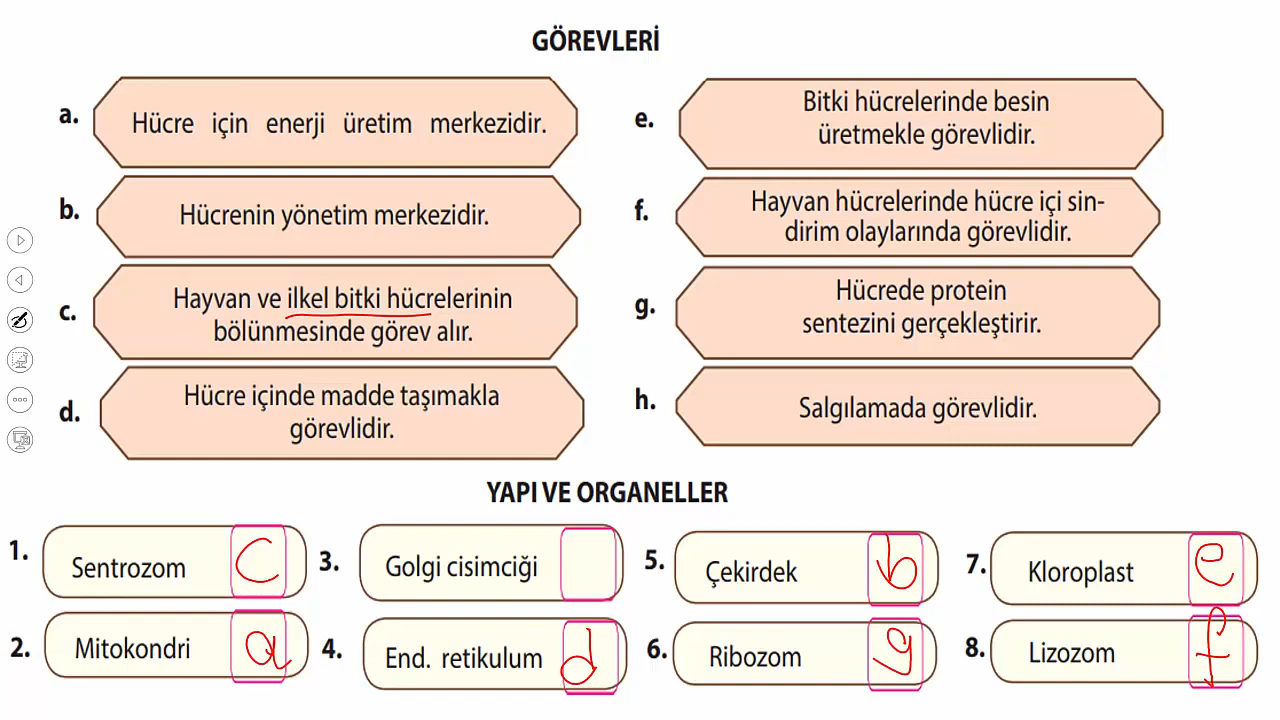 GÖREVLERİ
a. Hücre için enerji üretim merkezidir.
b. Hücrenin yönetim merkezidir.
c. Hayvan ve ilkel bitki hücrelerinin
bölünmesinde görev alır.
d. Hücre içinde madde taşımakla
görevlidir.
e. Bitki hücrelerinde besin
üretmekle görevlidir.
f. Hayvan hücrelerinde hücre içi sin-
dirim olaylarında görevlidir.
g. Hücrede protein
sentezini gerçekleştirir.
h. Salgılamada görevlidir.
YAPI VE ORGANELLER
1. Sentrozom c
2. Mitokondri a
3. Golgi cisimciği
4. End. retikulum d
5. Çekirdek b
6. Ribozom g
7. Kloroplast e
8. Lizozom f